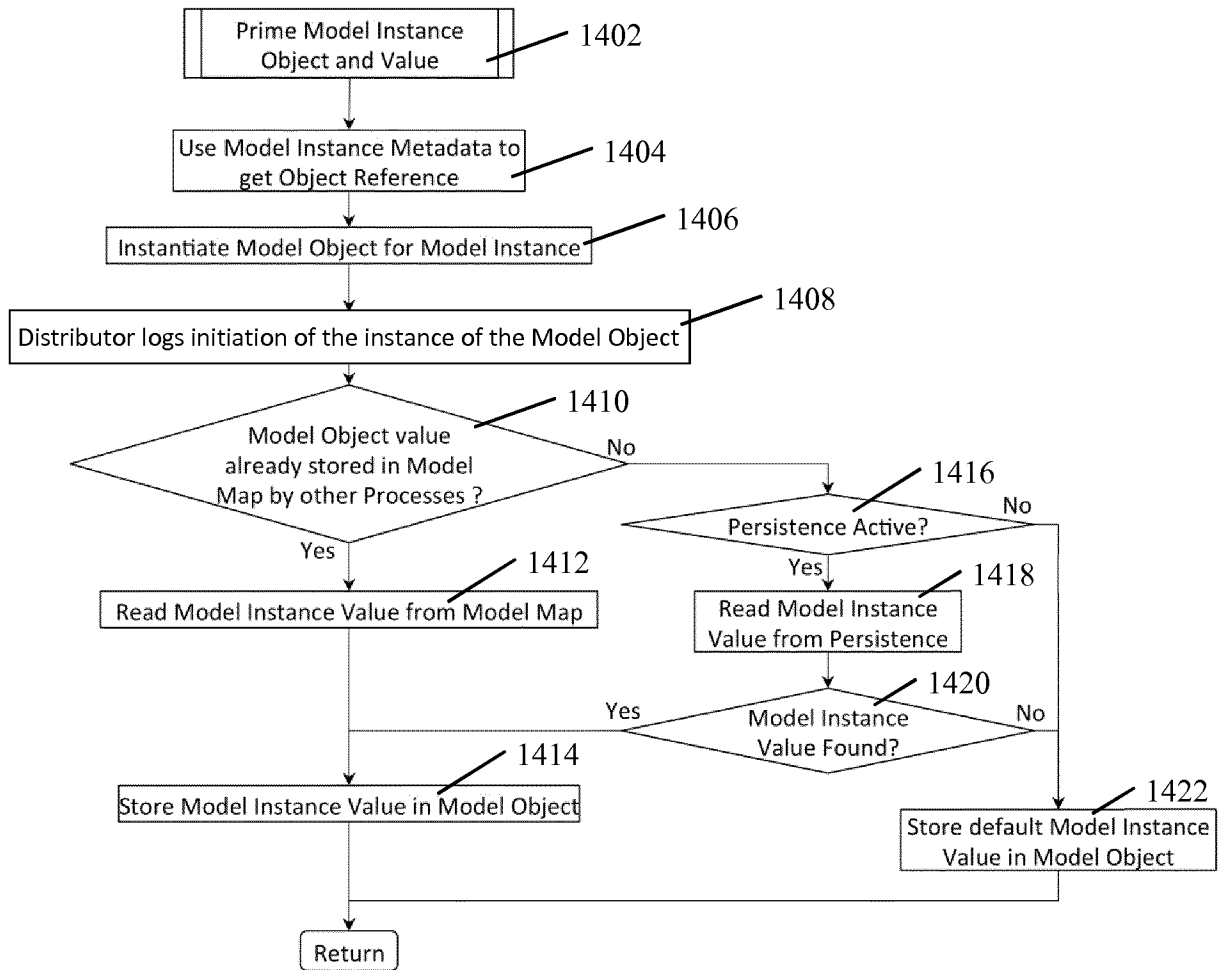 Prime Model Instance
Object and Value
1402
Use Model Instance Metadata to
get Object Reference
1404
Instantiate Model Object for Model Instance
1406
Distributor logs initiation of the instance of the Model Object
1408
Model Object value
already stored in Model
Map by other Processes ?
1410
No
Yes
Persistence Active?
1416
No
Yes
Read Model Instance Value from Model Map
1412
Read Model Instance
Value from Persistence
1418
Model Instance
Value Found?
1420
Yes
No
Store Model Instance Value in Model Object
1414
Store default Model Instance
Value in Model Object
1422
Return